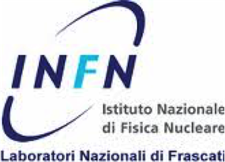 INFN
Istituto Nazionale
di Fisica Nucleare
Laboratori Nazionali di Frascati